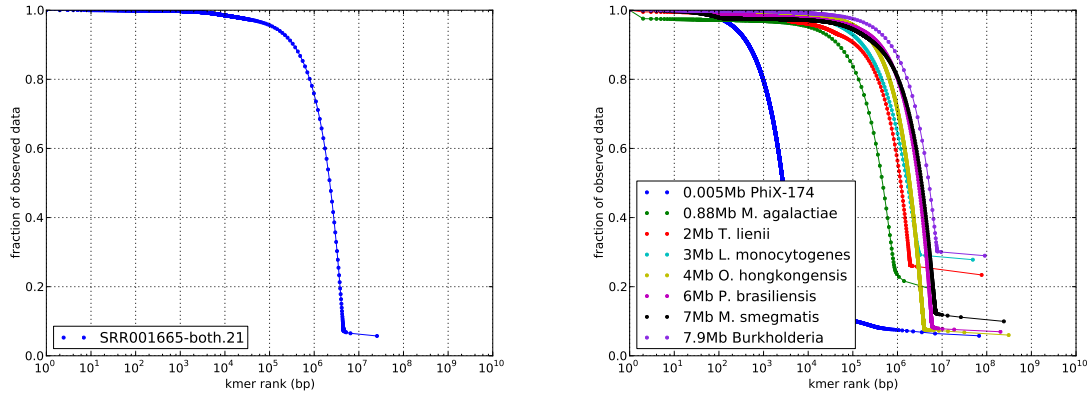 1.0
0.8
0.6
0.4
0.2
0.0
fraction of observed data
SRR001665-both.21
10^0 10^1 10^2 10^3 10^4 10^5 10^6 10^7 10^8 10^9 10^10
kmer rank (bp)
1.0
0.8
0.6
0.4
0.2
0.0
fraction of observed data
0.005Mb PhiX-174
0.88Mb M. agalactiae
2Mb T. lienii
3Mb L. monocytogenes
4Mb O. hongkongensis
6Mb P. brasiliensis
7Mb M. smegmatis
7.9Mb Burkholderia
10^0 10^1 10^2 10^3 10^4 10^5 10^6 10^7 10^8 10^9 10^10
kmer rank (bp)